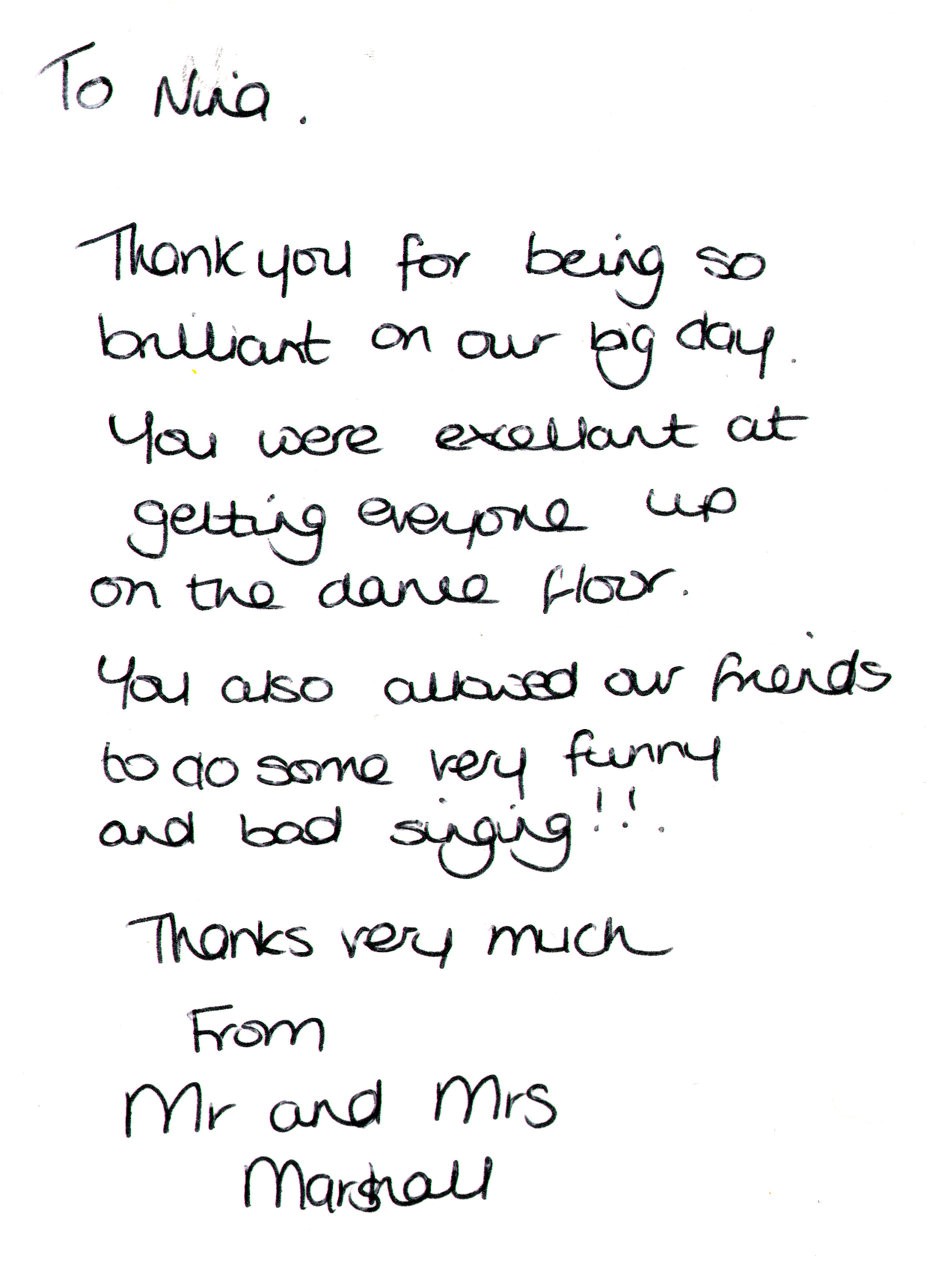 To Nina.
Thank you for being so
brilliant on our big day.
You were excellant at
getting everyone up
on the dance floor.
You also allowed our friends
to do some very funny
and bad singing!!.
Thanks very much
From
Mr and Mrs
Marshall